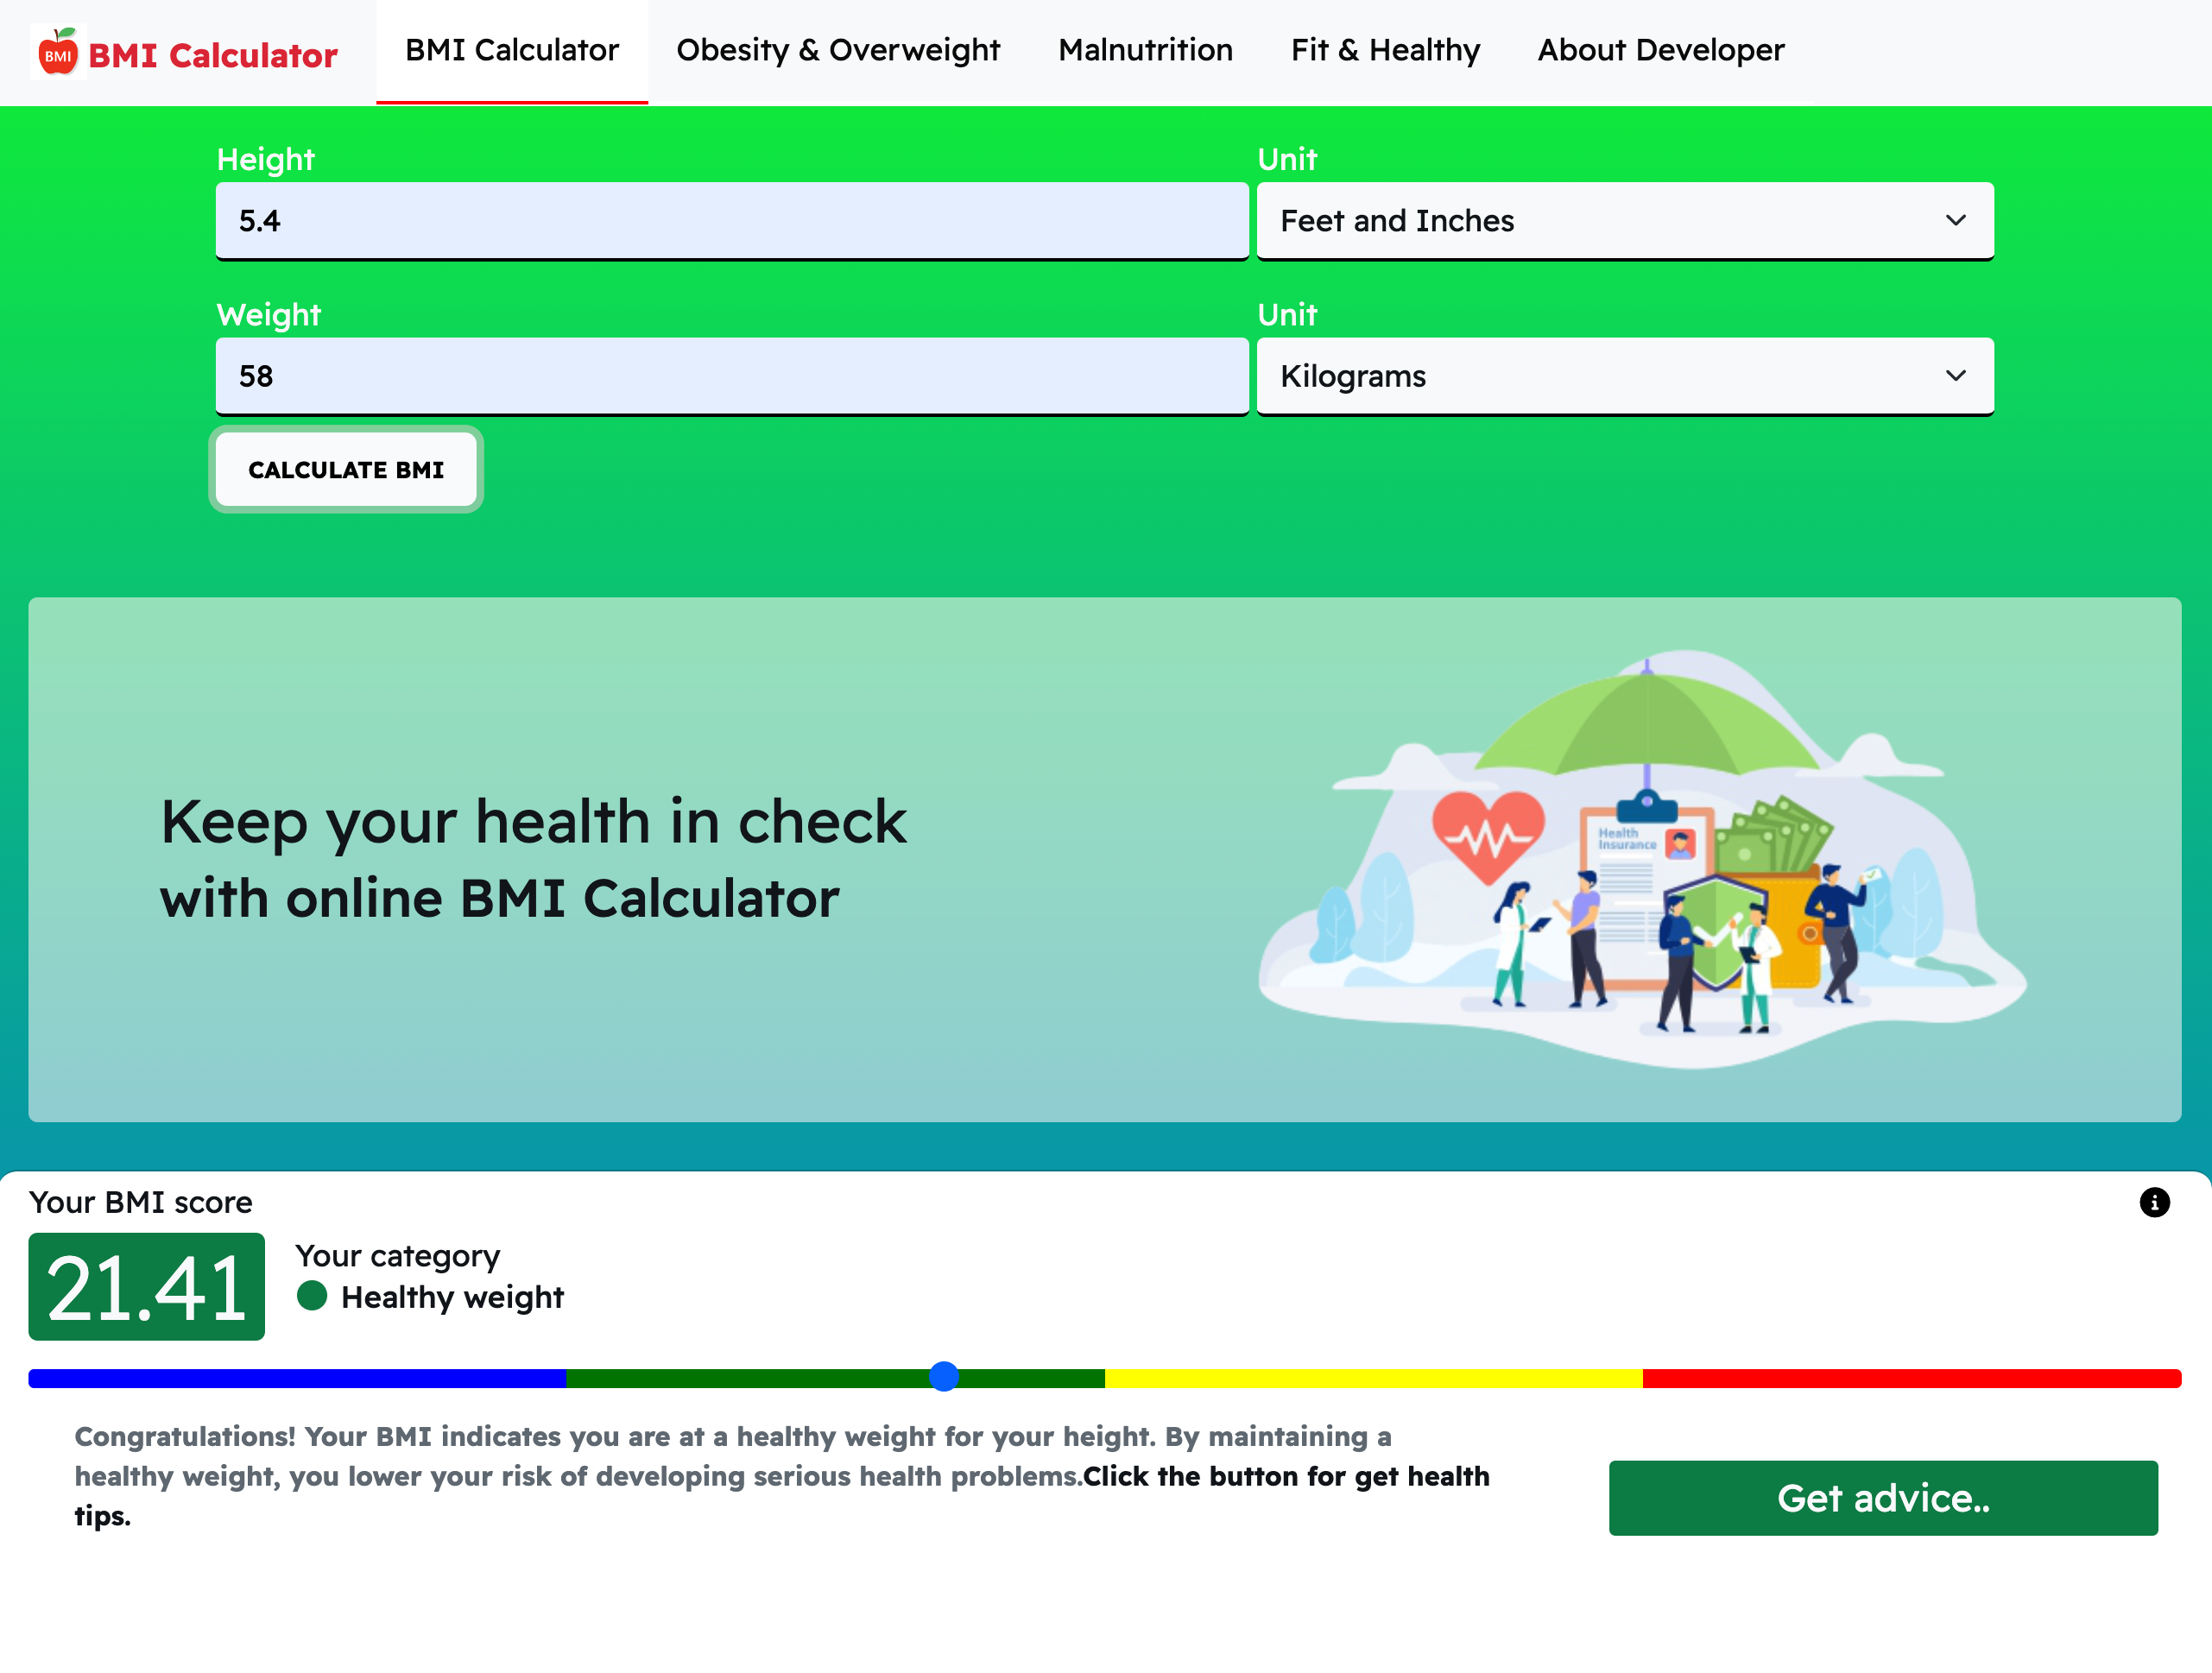 BMI
BMI Calculator
BMI Calculator
Obesity & Overweight
Malnutrition
Fit & Healthy
About Developer
Height
Unit
5.4
Feet and Inches
Weight
Unit
58
Kilograms
CALCULATE BMI
Keep your health in check
with online BMI Calculator
Health
Insurance
Your BMI score
21.41
Your category
Healthy weight
Congratulations! Your BMI indicates you are at a healthy weight for your height. By maintaining a
healthy weight, you lower your risk of developing serious health problems.Click the button for get health
tips.
Get advice..